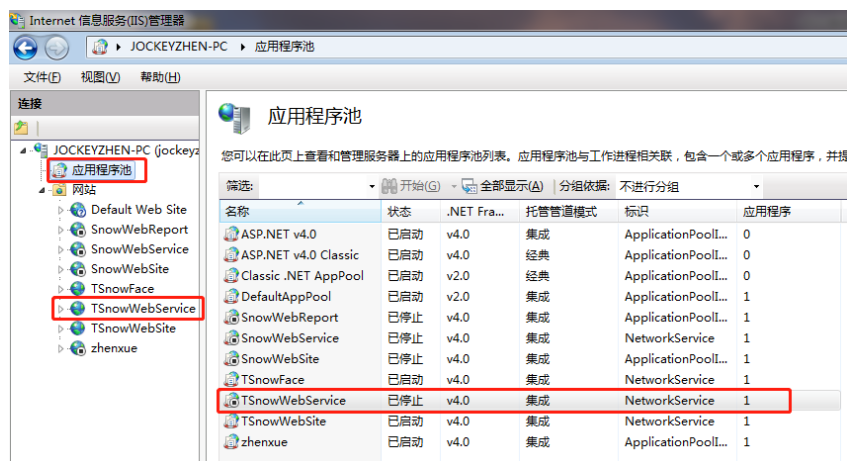 Internet 信息服务(IIS)管理器
JOCKEYZHEN-PC 应用程序池
文件(F) 视图(V) 帮助(H)
连接
JOCKEYZHEN-PC (jockeyz
应用程序池
网站
Default Web Site
SnowWebReport
SnowWebService
SnowWebSite
TSnowFace
TSnowWebService
TSnowWebSite
zhenxue
应用程序池
您可以在此页上查看和管理服务器上的应用程序池列表。应用程序池与工作进程相关联，包含一个或多个应用程序，并提
筛选: 开始(G) 全部显示(A) 分组依据: 不进行分组
名称 状态 .NET Fra... 托管管道模式 标识 应用程序
ASP.NET v4.0 已启动 v4.0 集成 ApplicationPoolI... 0
ASP.NET v4.0 Classic 已启动 v4.0 经典 ApplicationPoolI... 0
Classic .NET AppPool 已启动 v2.0 经典 ApplicationPoolI... 0
DefaultAppPool 已启动 v2.0 集成 ApplicationPoolI... 1
SnowWebReport 已停止 v4.0 集成 ApplicationPoolI... 1
SnowWebService 已停止 v4.0 集成 NetworkService 1
SnowWebSite 已停止 v4.0 集成 ApplicationPoolI... 1
TSnowFace 已启动 v4.0 集成 NetworkService 1
TSnowWebService 已停止 v4.0 集成 NetworkService 1
TSnowWebSite 已启动 v4.0 集成 NetworkService 1
zhenxue 已启动 v4.0 集成 ApplicationPoolI... 1